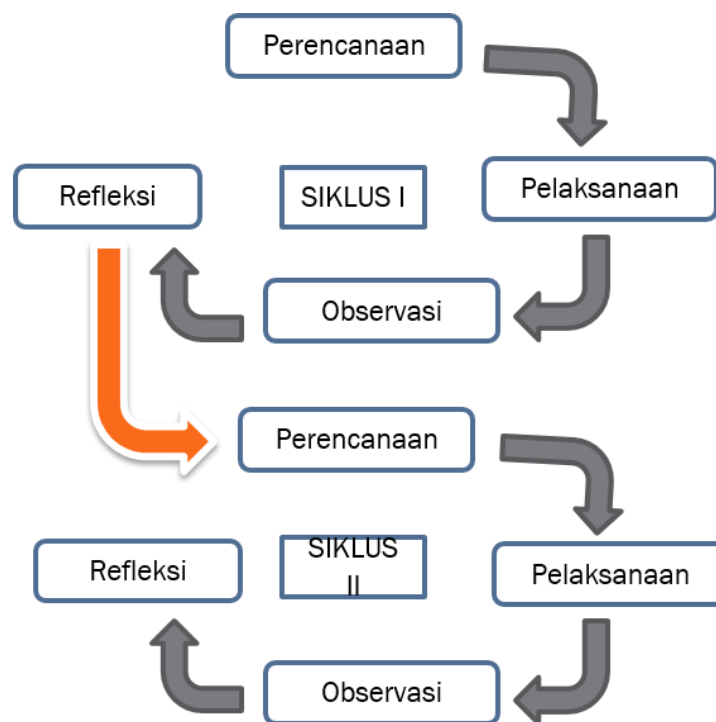 Perencanaan
Refleksi
SIKLUS I
Pelaksanaan
Observasi
Perencanaan
SIKLUS
II
Refleksi
Pelaksanaan
Observasi